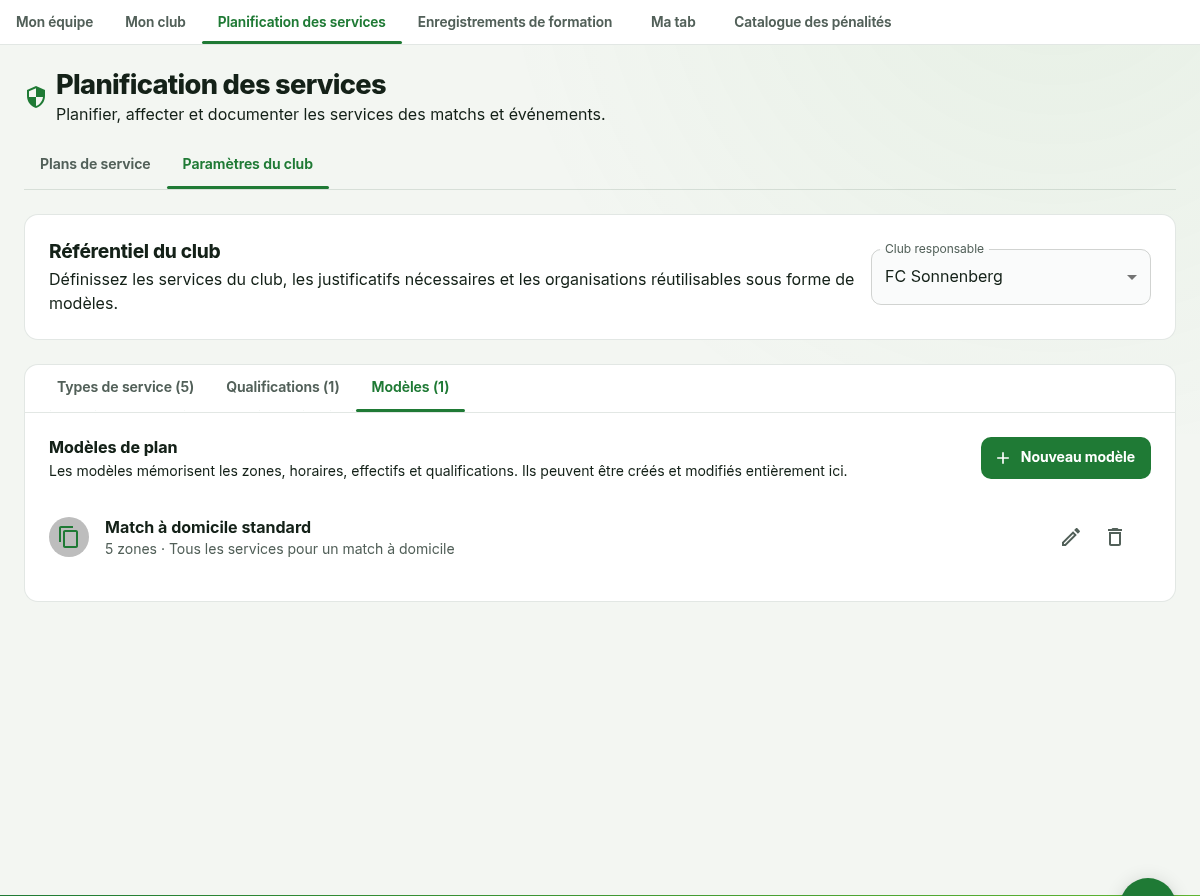 Mon équipe
Mon club
Planification des services
Enregistrements de formation
Ma tab
Catalogue des pénalités
Planification des services
Planifier, affecter et documenter les services des matchs et événements.
Plans de service
Paramètres du club
Référentiel du club
Définissez les services du club, les justificatifs nécessaires et les organisations réutilisables sous forme de
modèles.
Club responsable
FC Sonnenberg
Types de service (5)
Qualifications (1)
Modèles (1)
Modèles de plan
Les modèles mémorisent les zones, horaires, effectifs et qualifications. Ils peuvent être créés et modifiés entièrement ici.
Nouveau modèle
Match à domicile standard
5 zones · Tous les services pour un match à domicile